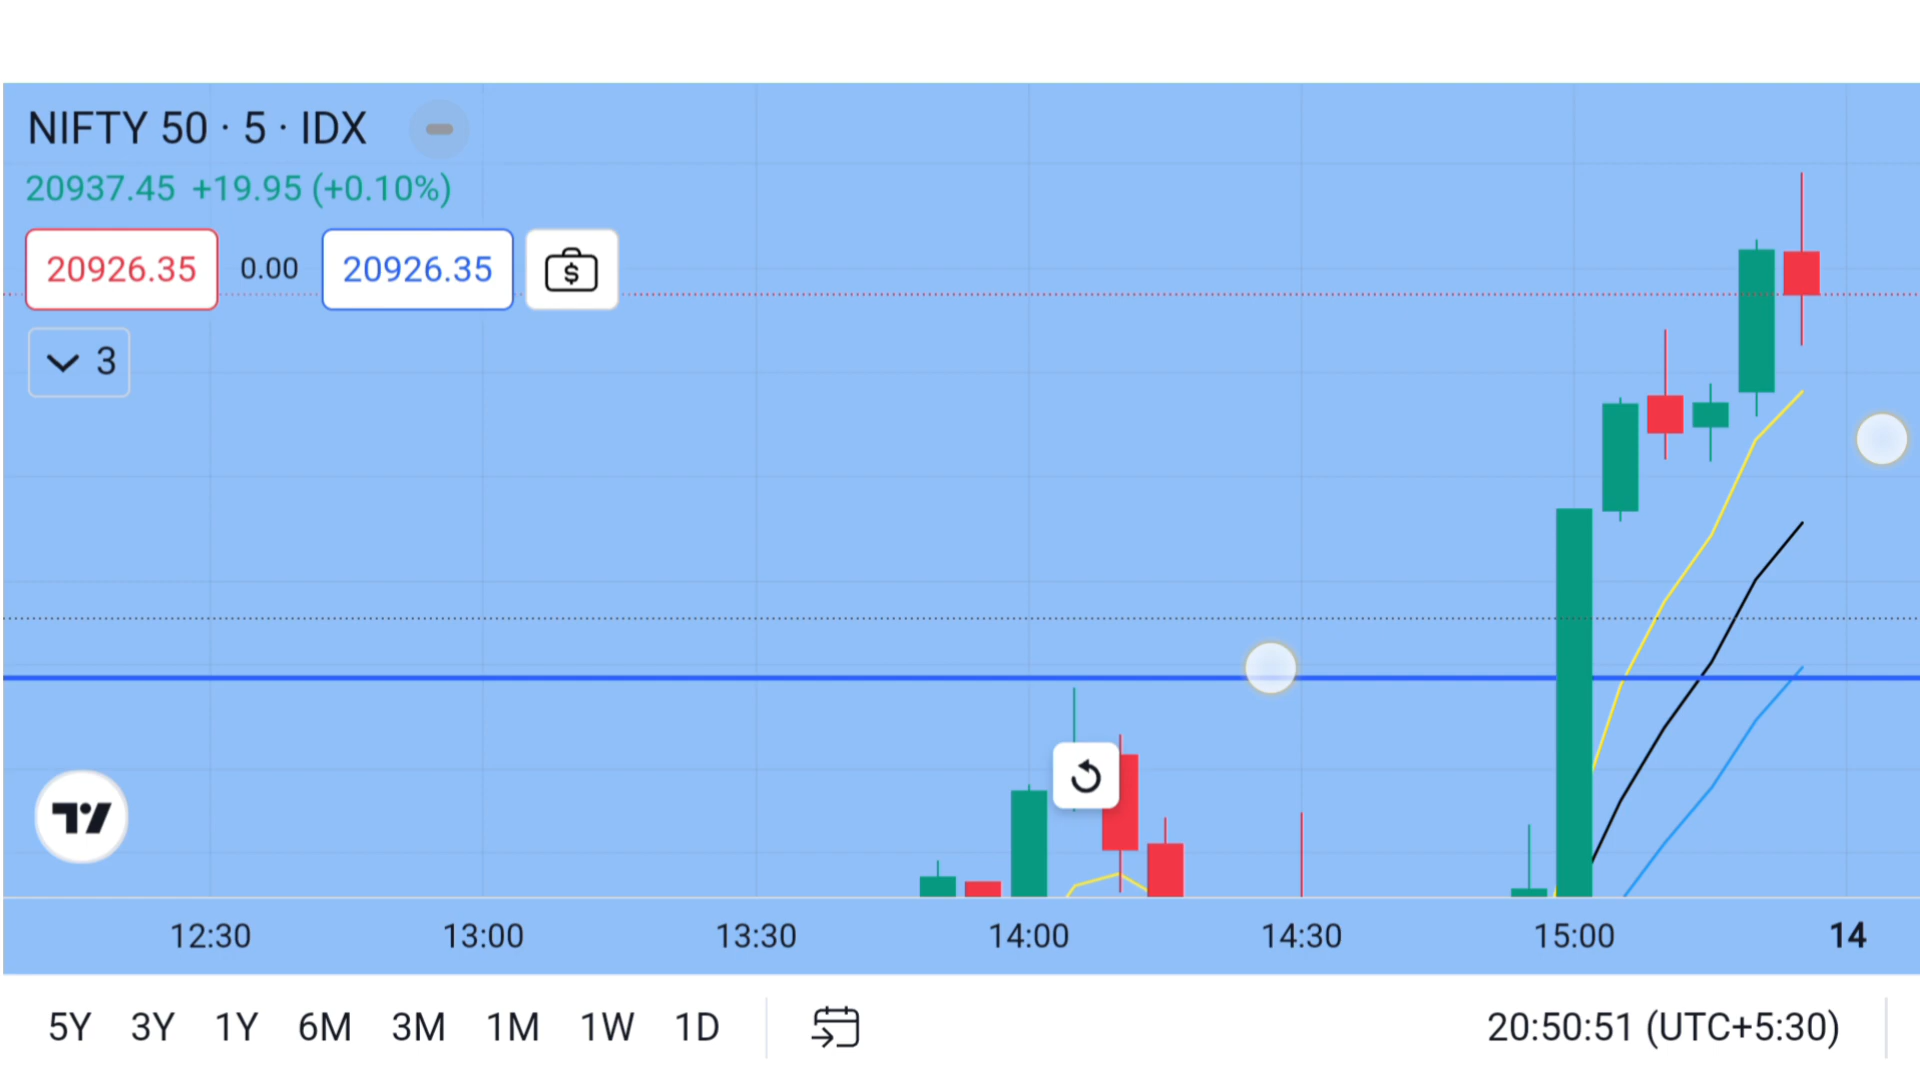 NIFTY 50 · 5 · IDX
20937.45 +19.95 (+0.10%)
20926.35 0.00 20926.35 $
3
12:30 13:00 13:30 14:00 14:30 15:00 14
5Y 3Y 1Y 6M 3M 1M 1W 1D 20:50:51 (UTC+5:30)